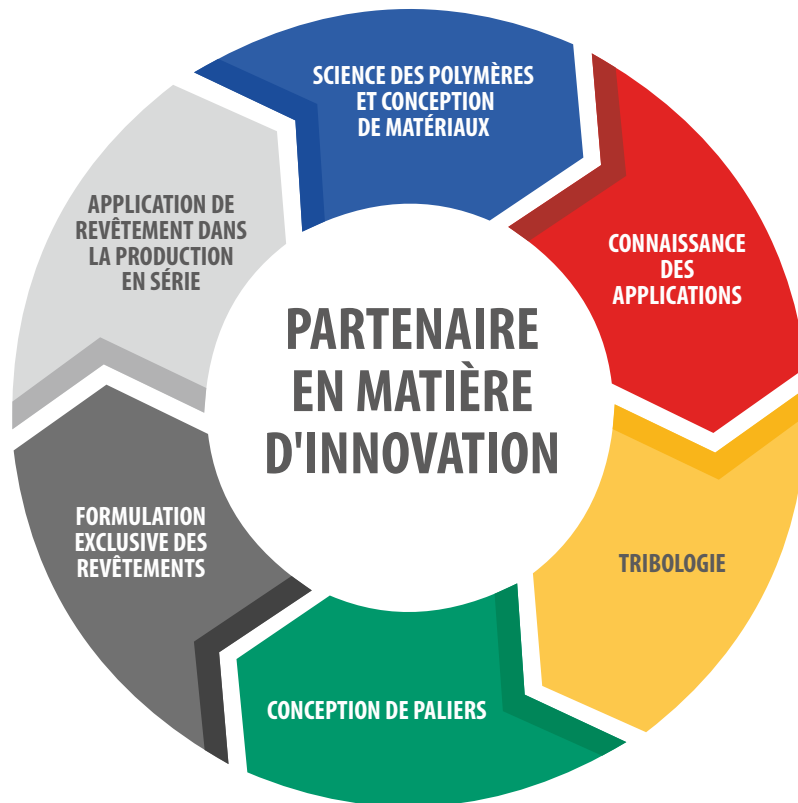 SCIENCE DES POLYMÈRES
ET CONCEPTION
DE MATÉRIAUX
CONNAISSANCE
DES
APPLICATIONS
TRIBOLOGIE
CONCEPTION DE PALIERS
FORMULATION
EXCLUSIVE DES
REVÊTEMENTS
APPLICATION DE
REVÊTEMENT DANS
LA PRODUCTION
EN SÉRIE
PARTENAIRE
EN MATIÈRE
D'INNOVATION